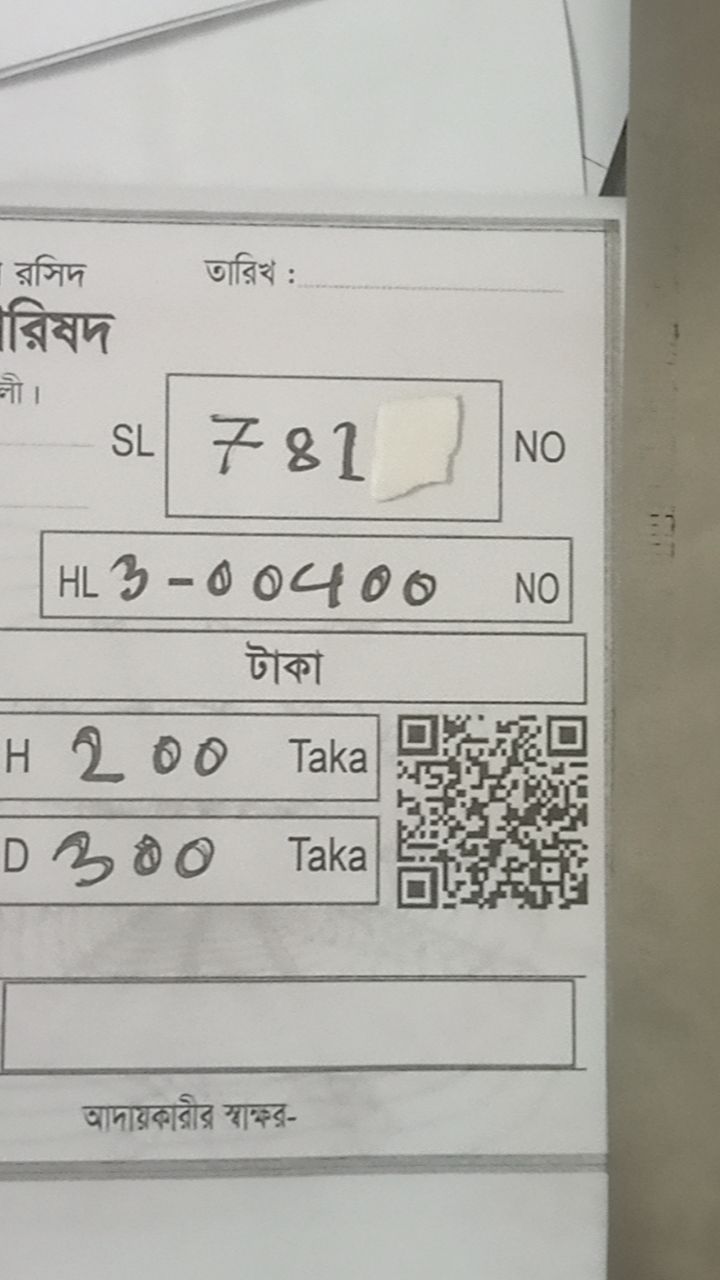 রসিদ তারিখ :
রিষদ
লী।
SL 781 NO
HL 3-00400 NO
টাকা
H 200 Taka
D 300 Taka
আদায়কারীর স্বাক্ষর-